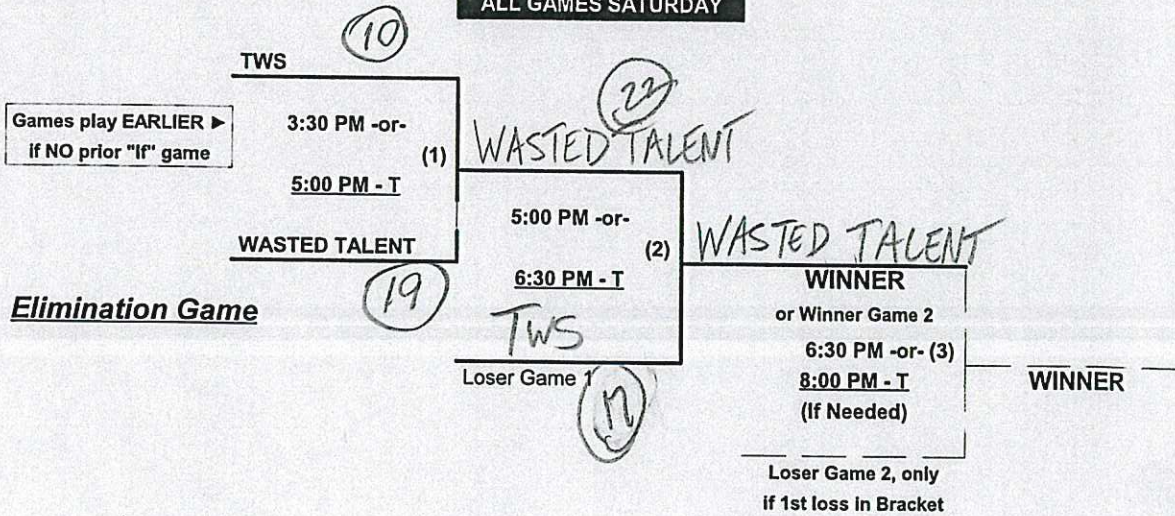 ALL GAMES SATURDAY
10
TWS
22
Games play EARLIER ►
if NO prior "If" game
3:30 PM -or-
(1)
5:00 PM - T
WASTED TALENT
WASTED TALENT
19
5:00 PM -or-
(2)
6:30 PM - T
WASTED TALENT
WINNER
or Winner Game 2
Elimination Game
TWS
Loser Game 1
6:30 PM -or- (3)
8:00 PM - T
(If Needed)
WINNER
Loser Game 2, only
if 1st loss in Bracket